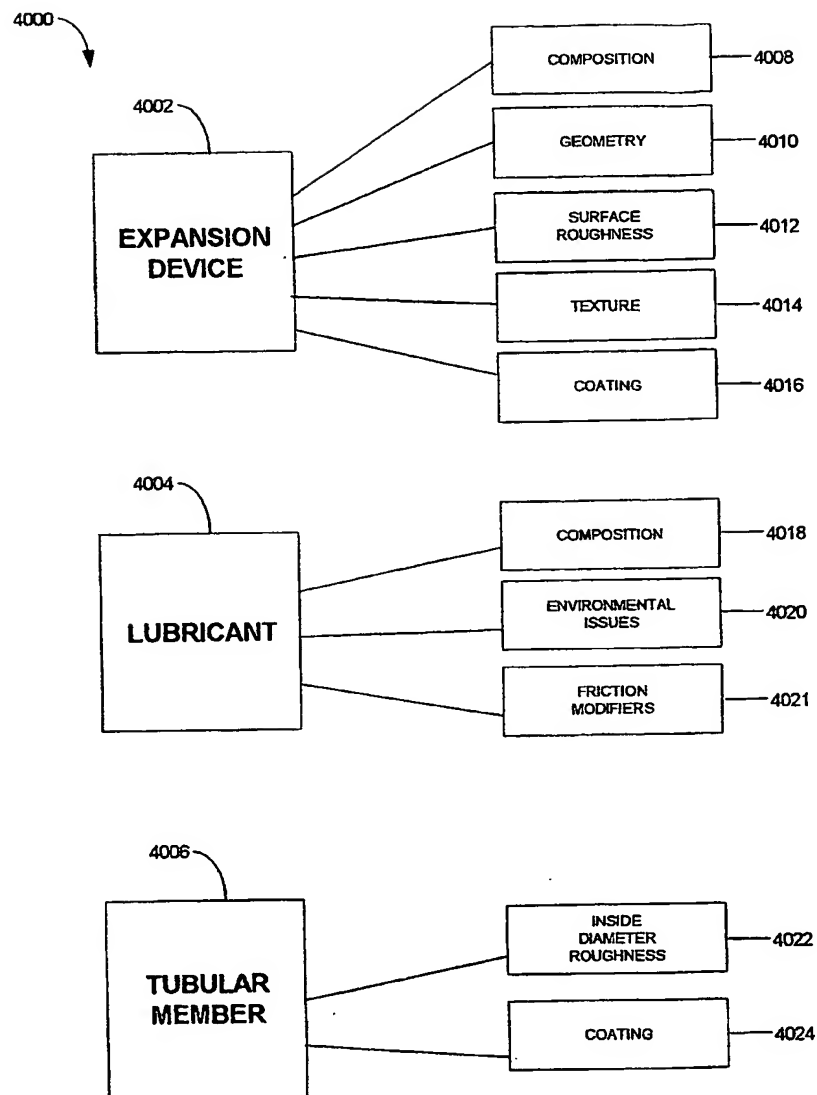 4000
4002
EXPANSION
DEVICE
COMPOSITION
4008
GEOMETRY
4010
SURFACE
ROUGHNESS
4012
TEXTURE
4014
COATING
4016
4004
LUBRICANT
COMPOSITION
4018
ENVIRONMENTAL
ISSUES
4020
FRICTION
MODIFIERS
4021
4006
TUBULAR
MEMBER
INSIDE
DIAMETER
ROUGHNESS
4022
COATING
4024